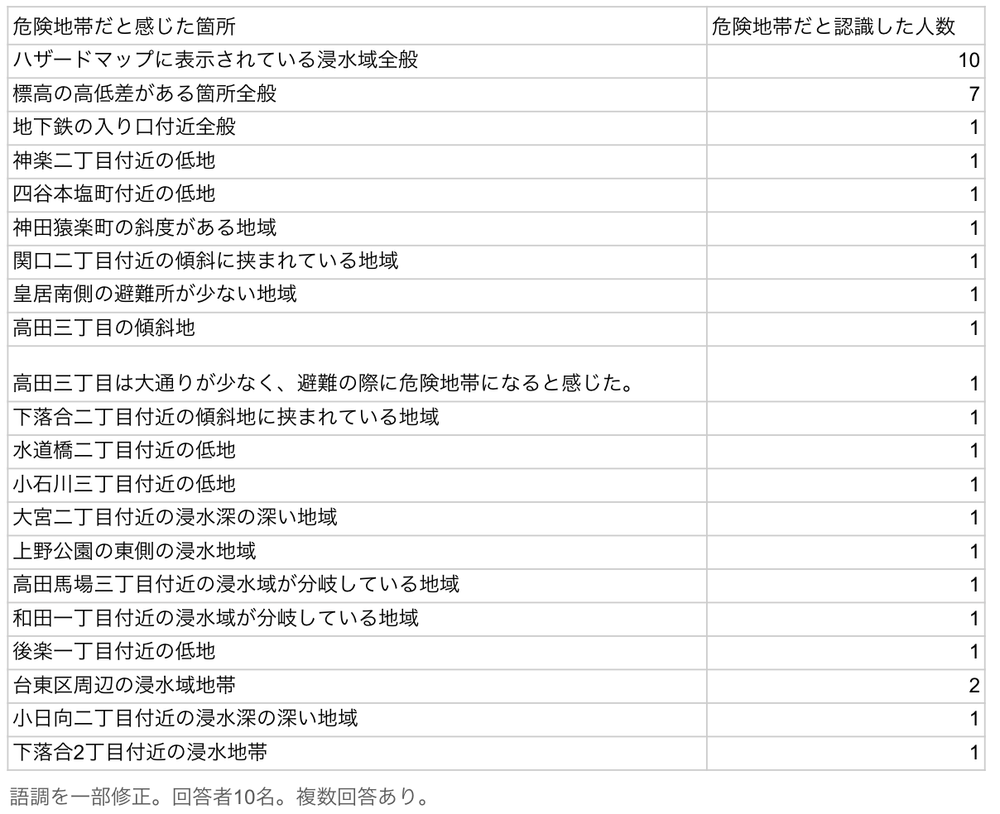 危険地帯だと感じた箇所 危険地帯だと認識した人数
ハザードマップに表示されている浸水域全般 10
標高の高低差がある箇所全般 7
地下鉄の入り口付近全般 1
神楽二丁目付近の低地 1
四谷本塩町付近の低地 1
神田猿楽町の斜度がある地域 1
関口二丁目付近の傾斜に挟まれている地域 1
皇居南側の避難所が少ない地域 1
高田三丁目の傾斜地 1
高田三丁目は大通りが少なく、避難の際に危険地帯になると感じた。 1
下落合二丁目付近の傾斜地に挟まれている地域 1
水道橋二丁目付近の低地 1
小石川三丁目付近の低地 1
大宮二丁目付近の浸水深の深い地域 1
上野公園の東側の浸水地域 1
高田馬場三丁目付近の浸水域が分岐している地域 1
和田一丁目付近の浸水域が分岐している地域 1
後楽一丁目付近の低地 1
台東区周辺の浸水域地帯 2
小日向二丁目付近の浸水深の深い地域 1
下落合2丁目付近の浸水地帯 1
語調を一部修正。回答者10名。複数回答あり。